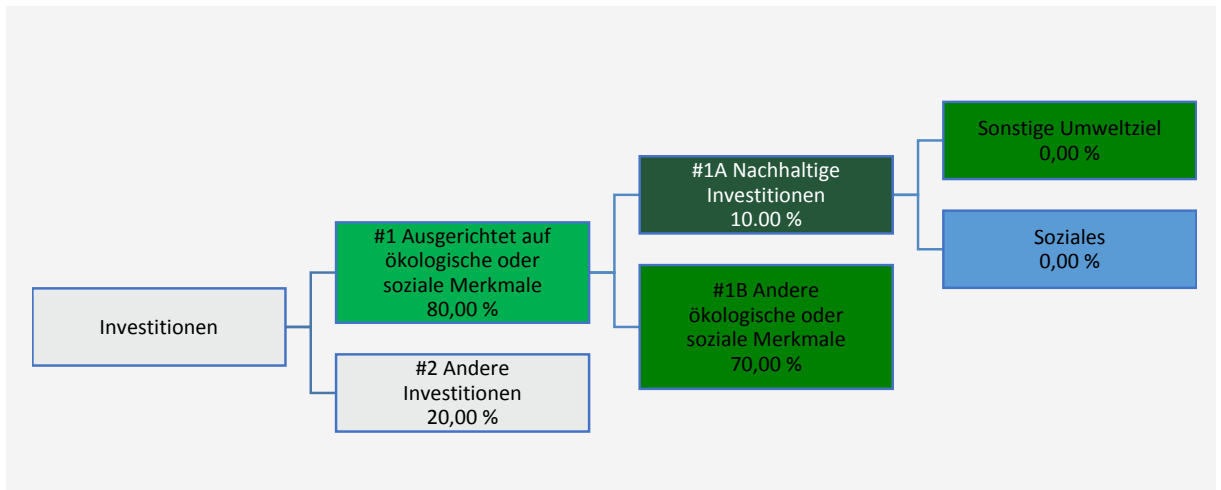 Investitionen
#1 Ausgerichtet auf
ökologische oder
soziale Merkmale
80,00 %
#2 Andere
Investitionen
20,00 %
#1A Nachhaltige
Investitionen
10.00 %
#1B Andere
ökologische oder
soziale Merkmale
70,00 %
Sonstige Umweltziel
0,00 %
Soziales
0,00 %